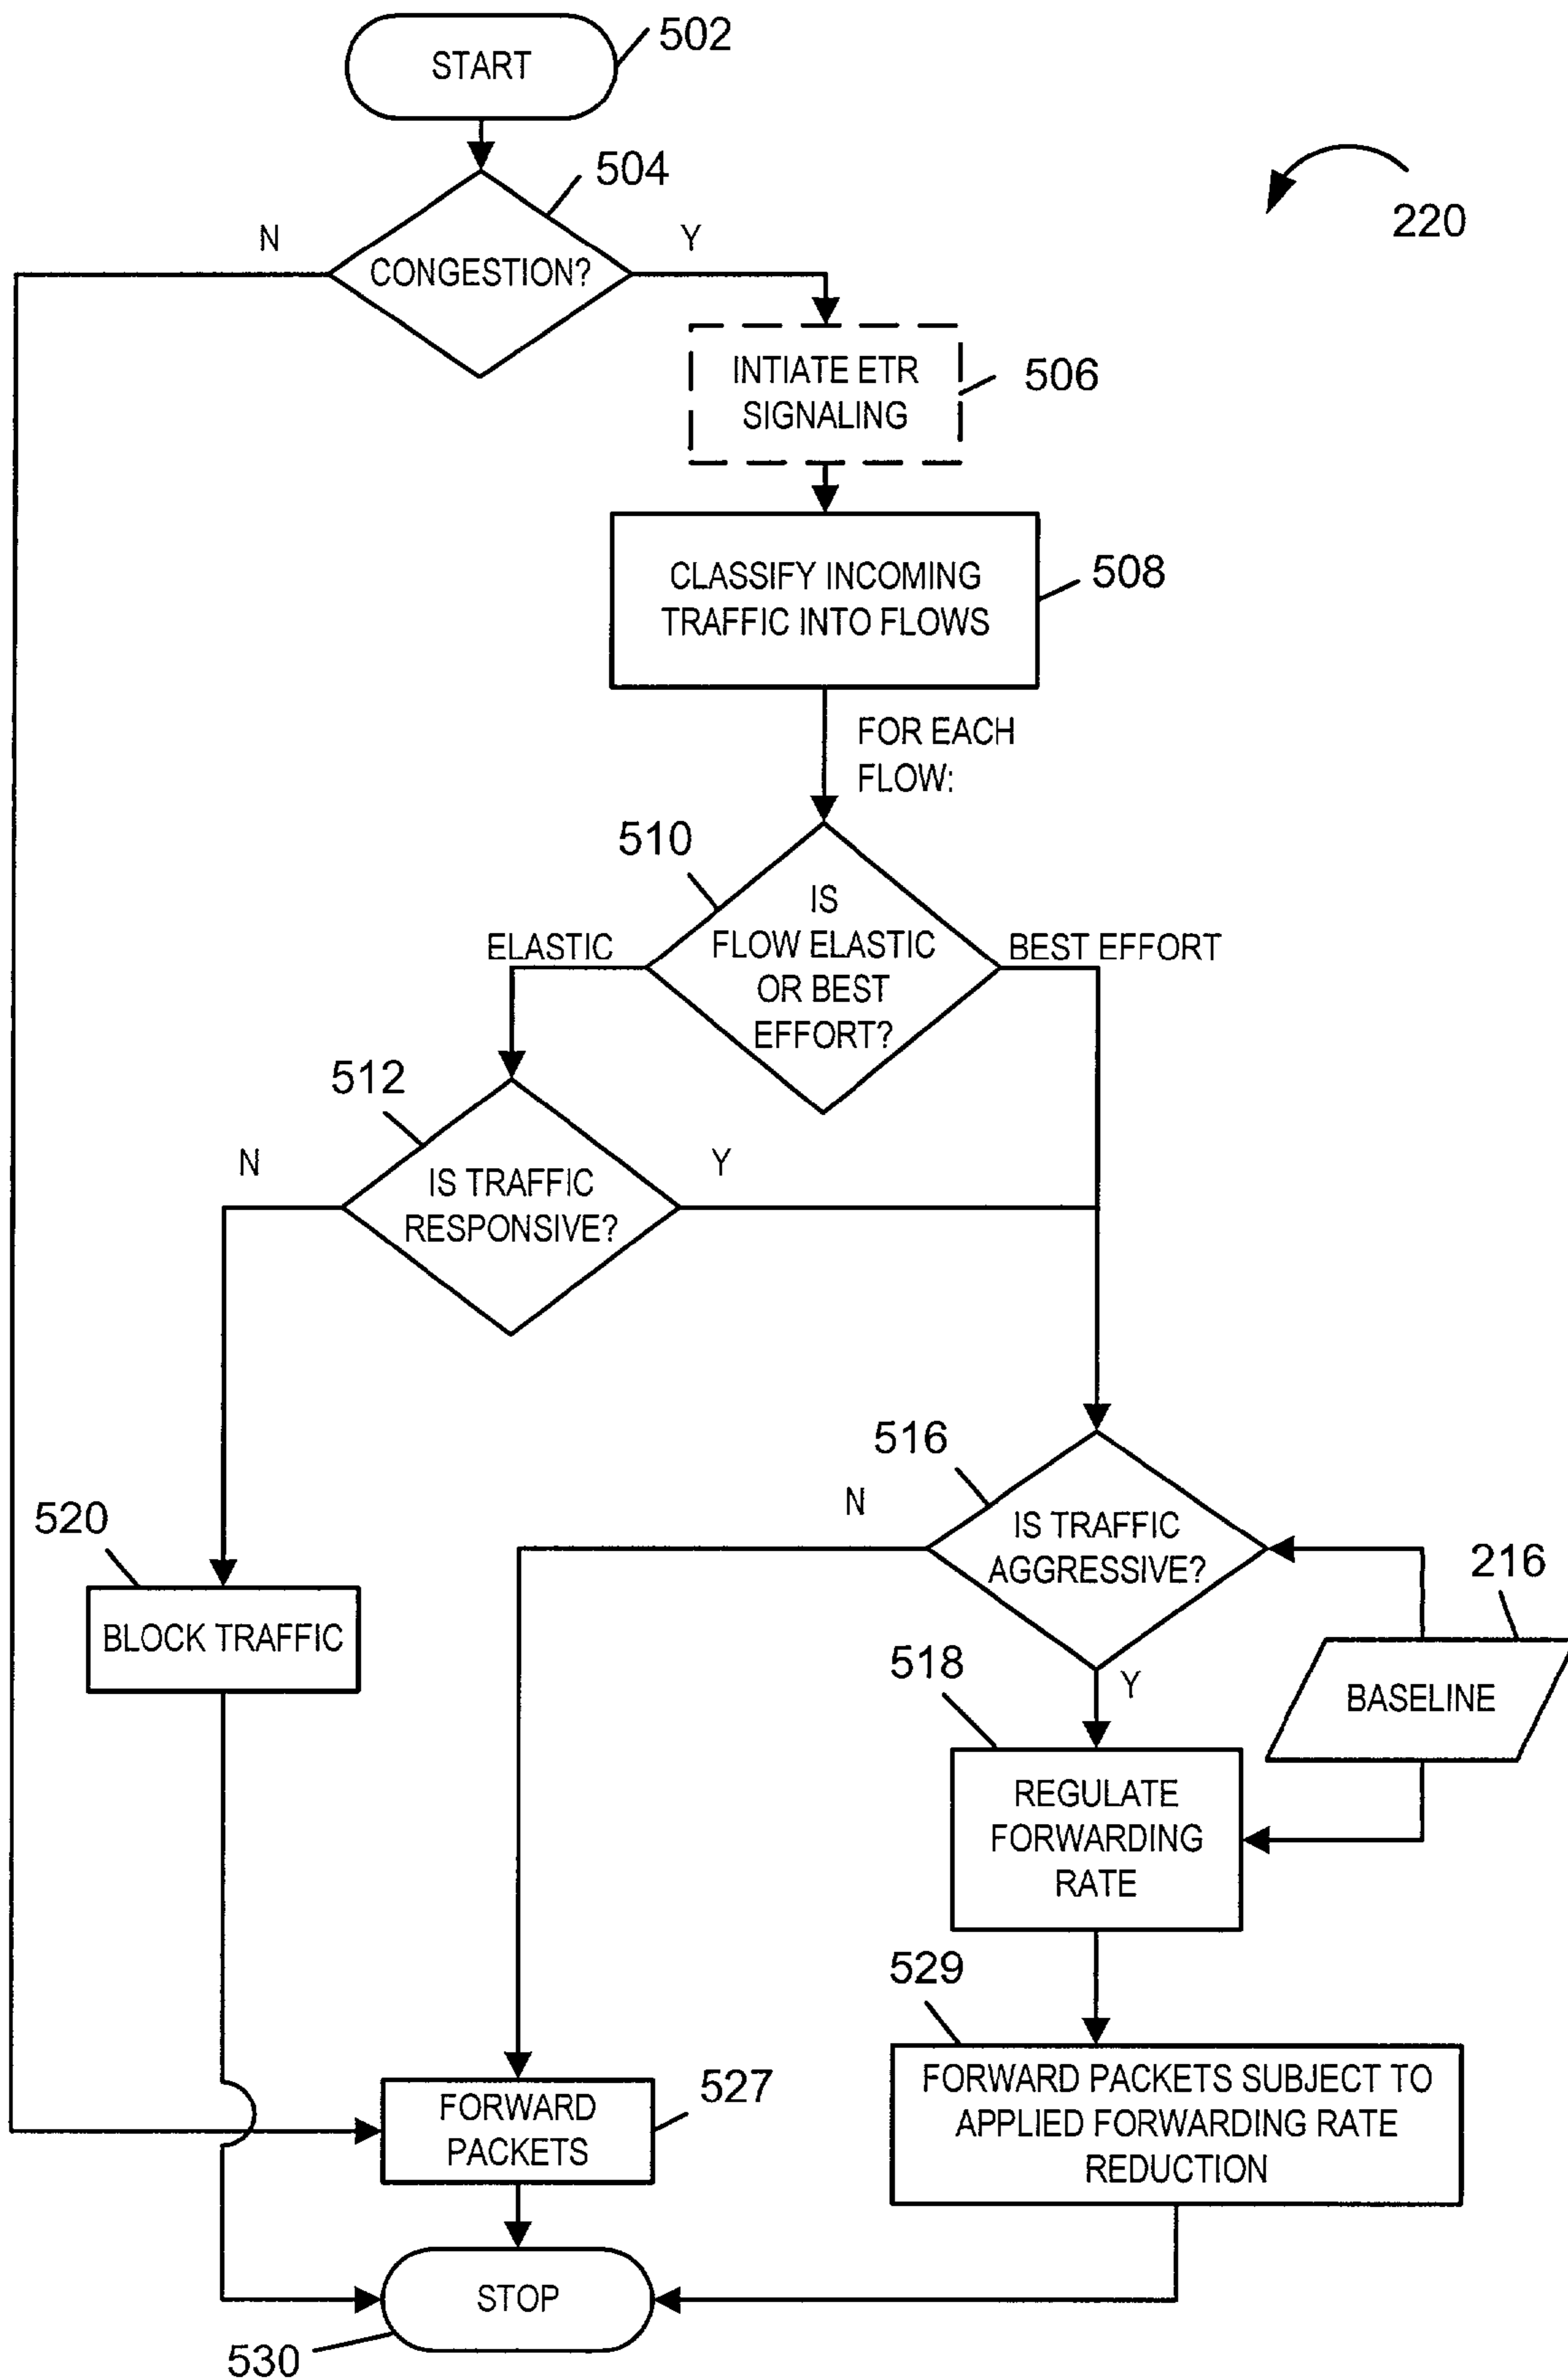 START
502
504
N
Y
220
CONGESTION?
INTIATE ETR
SIGNALING
506
CLASSIFY INCOMING
TRAFFIC INTO FLOWS
508
FOR EACH
FLOW:
510
IS
FLOW ELASTIC
OR BEST
EFFORT?
ELASTIC
BEST EFFORT
512
N
Y
IS TRAFFIC
RESPONSIVE?
516
N
IS TRAFFIC
AGGRESSIVE?
520
BLOCK TRAFFIC
216
BASELINE
518
Y
REGULATE
FORWARDING
RATE
529
FORWARD PACKETS SUBJECT TO
APPLIED FORWARDING RATE
REDUCTION
FORWARD
PACKETS
527
STOP
530